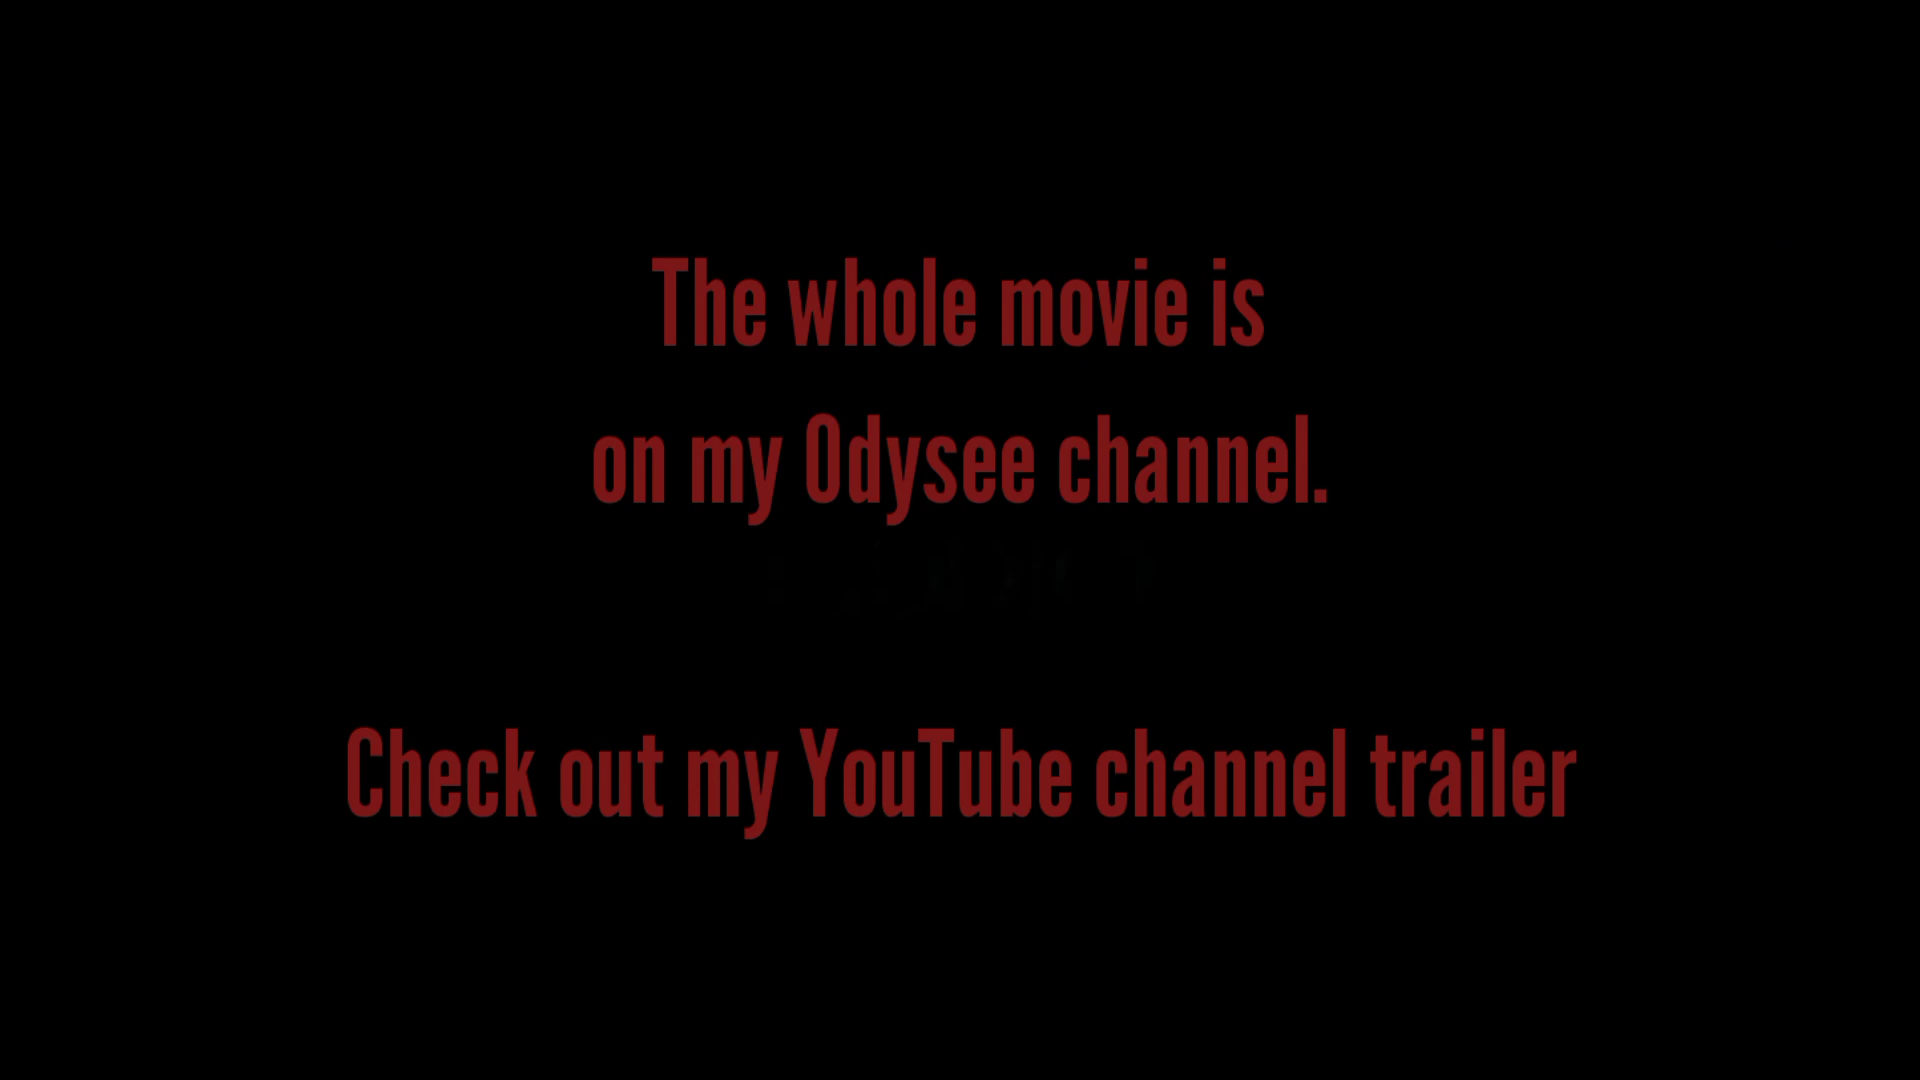 The whole movie is
on my Odysee channel.
Check out my YouTube channel trailer